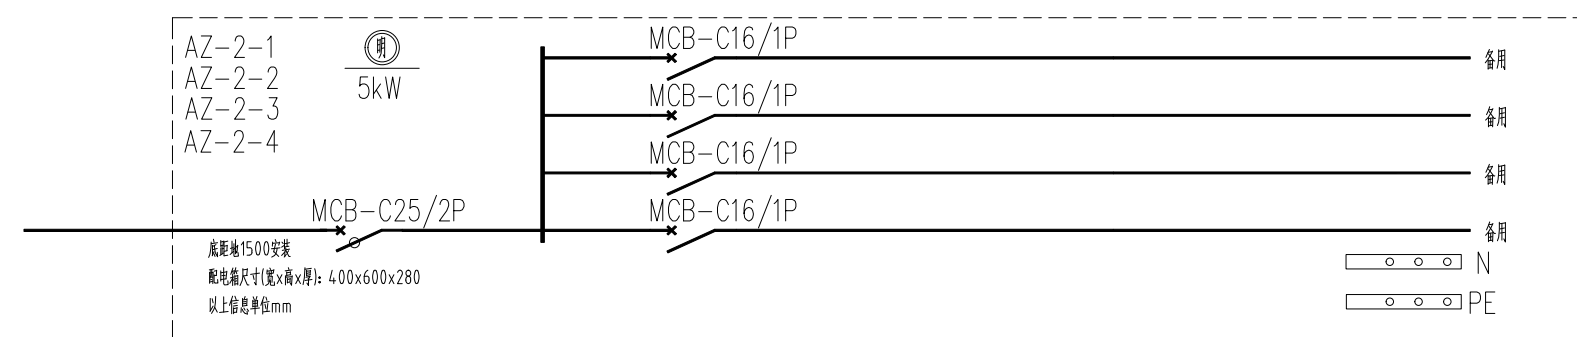 AZ-2-1
AZ-2-2
AZ-2-3
AZ-2-4
明
5kW
MCB-C16/1P
备用
MCB-C16/1P
备用
MCB-C16/1P
备用
MCB-C16/1P
备用
MCB-C25/2P
底距地1500安装
配电箱尺寸(宽x高x厚): 400x600x280
以上信息单位mm
N
PE